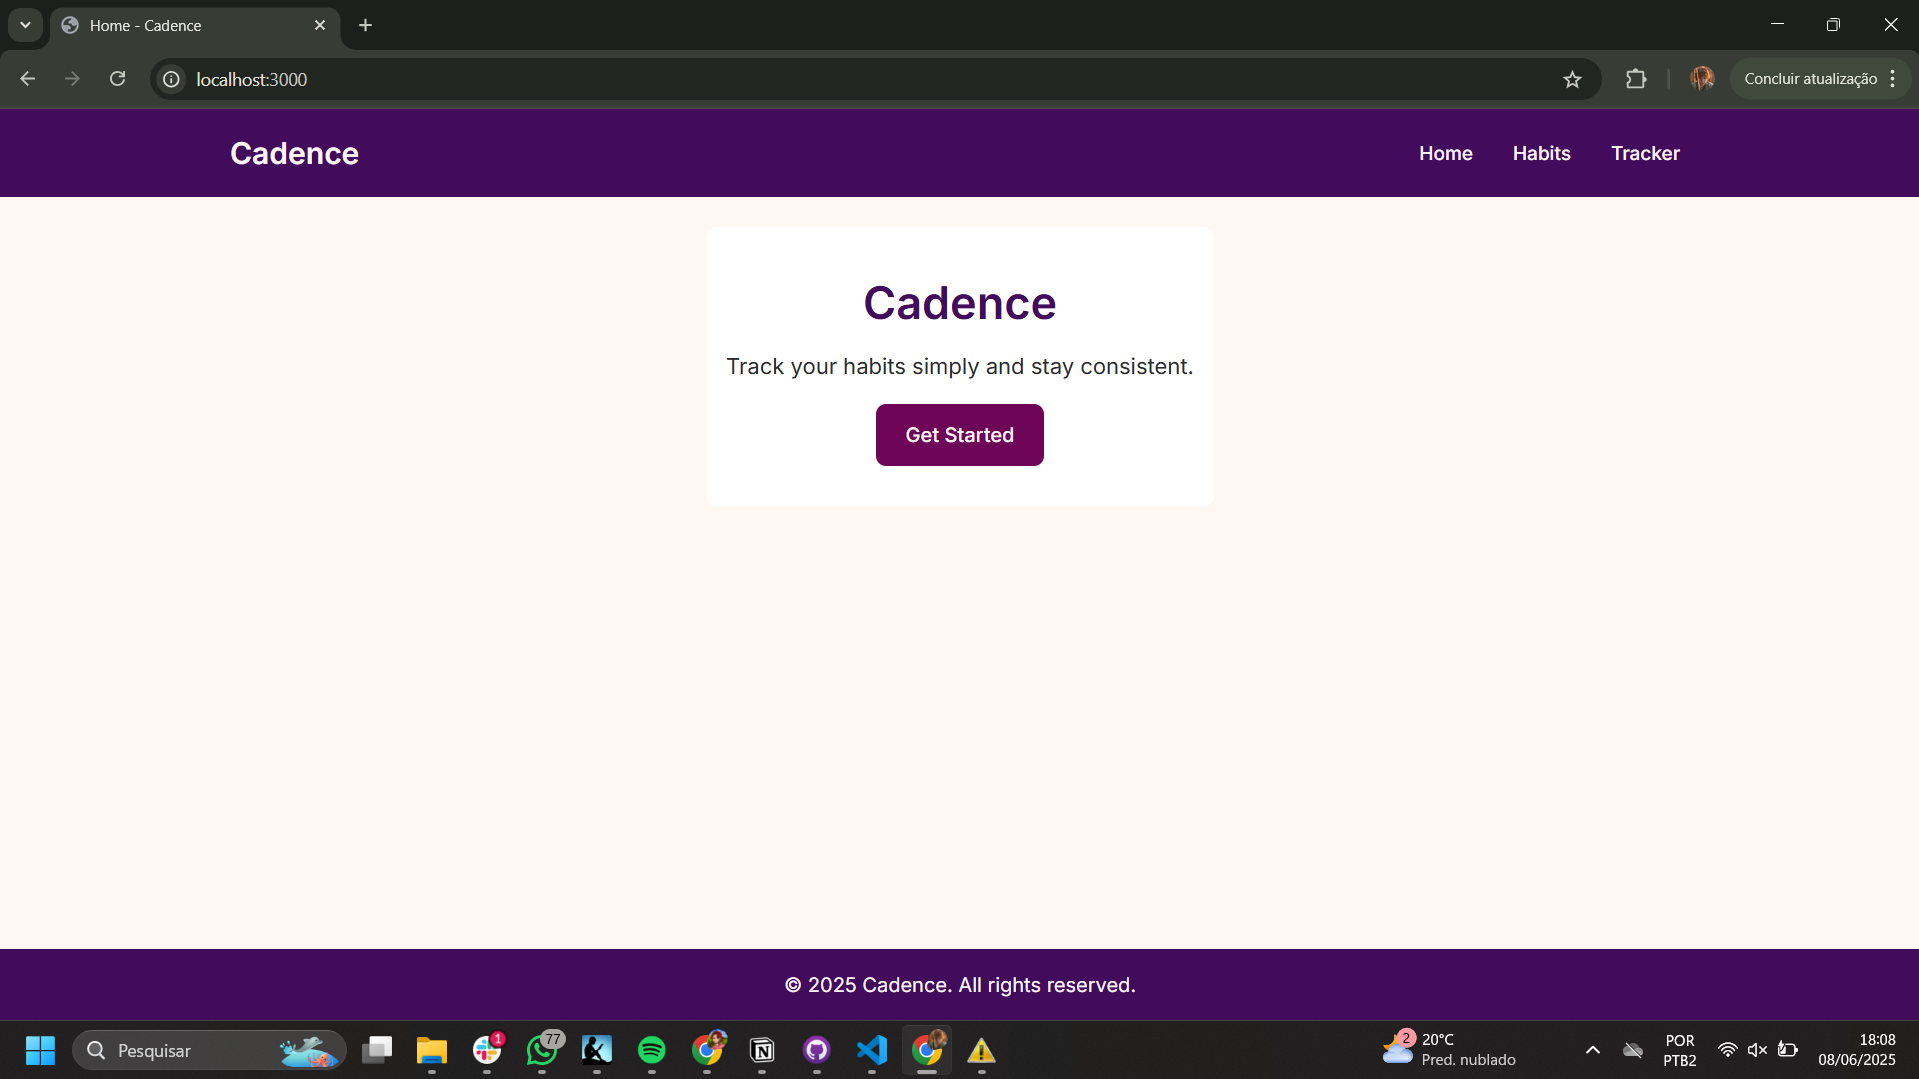 Home - Cadence
localhost:3000
Concluir atualização
Cadence
Home Habits Tracker
Cadence
Track your habits simply and stay consistent.
Get Started
© 2025 Cadence. All rights reserved.
Pesquisar
1
77
2
20°C
Pred. nublado
POR
PTB2
18:08
08/06/2025